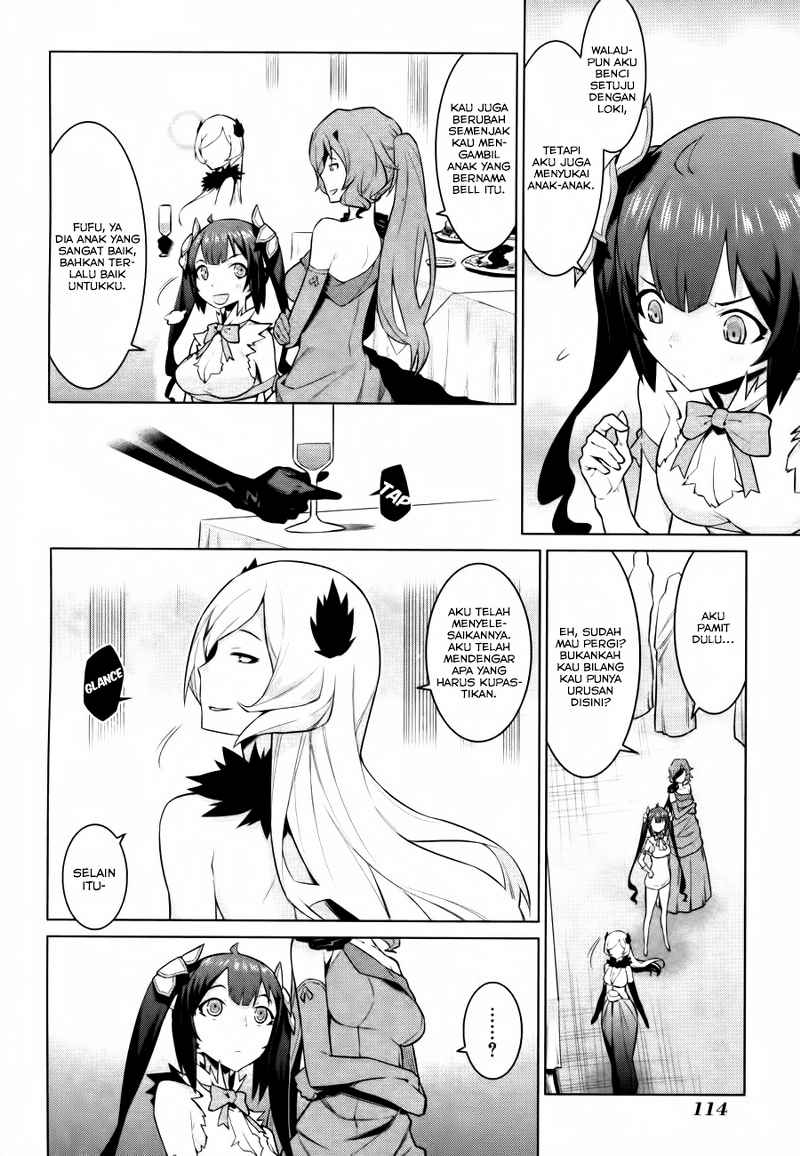 WALAU-
PUN AKU
BENCI
SETUJU
DENGAN
LOKI,
TETAPI
AKU JUGA
MENYUKAI
ANAK-ANAK.
KAU JUGA
BERUBAH
SEMENJAK
KAU MEN-
GAMBIL
ANAK YANG
BERNAMA
BELL ITU.
FUFU, YA
DIA ANAK YANG
SANGAT BAIK,
BAHKAN TER-
LALU BAIK
UNTUKKU.
TAP
AKU
PAMIT
DULU...
EH, SUDAH
MAU PERGI?
BUKANKAH
KAU BILANG
KAU PUNYA
URUSAN
DISINI?
AKU TELAH
MENYELE-
SAIKANNYA.
AKU TELAH
MENDENGAR
APA YANG
HARUS KUPAS-
TIKAN.
GLANCE
SELAIN
ITU-
......?
114